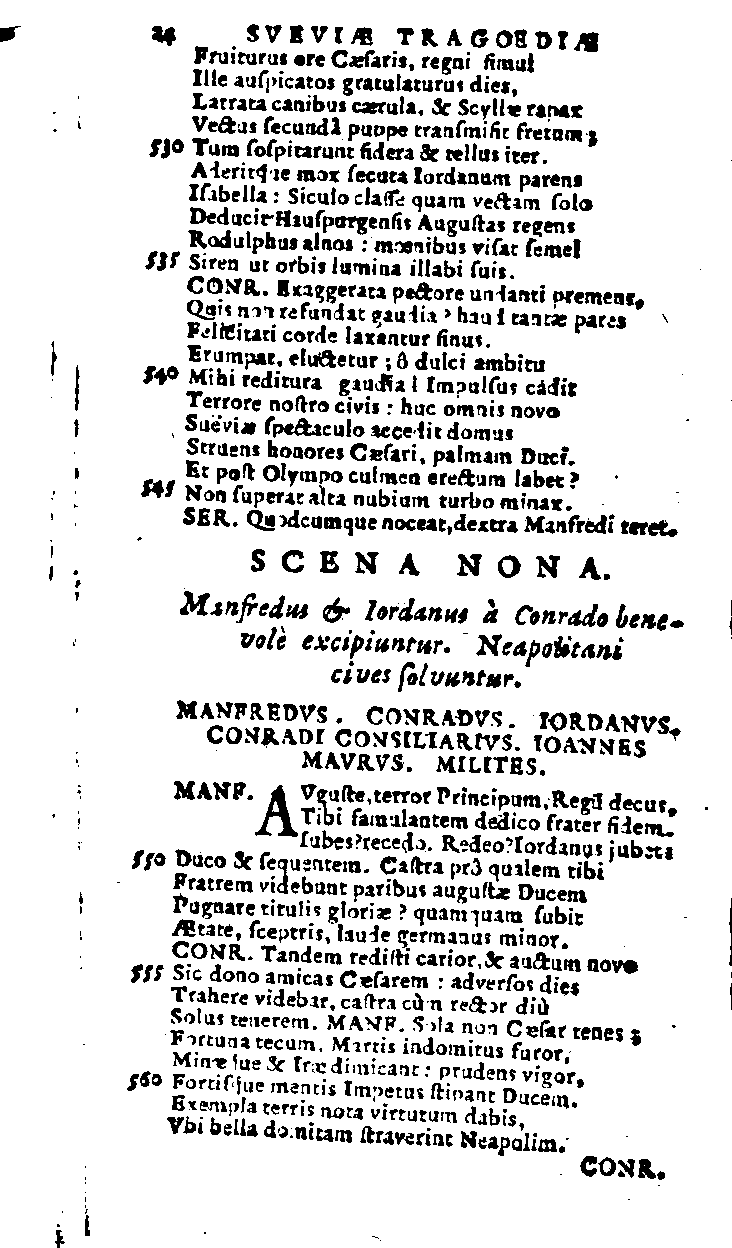 24 SVEVIÆ TRAGOEDIÆ
Fruiturus ore Cæſaris, regni ſimul
Ille auſpicatos gratulaturus dies,
Latrata canibus cærula, & Scyllæ rapax
Vectus ſecundâ puppe tranſmiſit fretum;
530 Tum ſoſpitarunt ſidera & tellus iter.
Aderitque mox ſecuta Iordanum parens
Iſabella: Siculo claſſe quam vectam ſolo
Deducit Hauſpurgenſis Auguſtas regens
Rodulphus alnos: mœnibus viſat ſemel
535 Siren ut orbis lumina illabi ſuis.
CONR. Exaggerata pectore undanti premens,
Quis non refundat gaudia? haud tantæ pares
Felicitati corde laxantur ſinus.
Erumpat, eluctetur; ô dulci ambitu
540 Mihi reditura gaudia! Impulſus cádit
Terrore noſtro civis: huc omnis novo
Suëviæ ſpectaculo accedit domus
Struens honores Cæſari, palmam Duci.
Et poſt Olympo culmen erectum labet?
545 Non ſuperat alta nubium turbo minax.
SER. Quodcumque noceat, dextra Manfredi teret.
SCENA NONA.
Manfredus & Iordanus à Conrado bene-
volè excipiuntur. Neapolitani
cives ſolvuntur.
MANFREDVS. CONRADVS. IORDANVS,
CONRADI CONSILIARIVS. IOANNES
MAVRVS. MILITES.
MANF. AVguſte, terror Principum, Regũ decus,
Tibi famulantem dedico frater fidem.
Iubes? recedo. Redeo? Iordanus jubeta
550 Duco & ſequentem. Caſtra prô qualem tibi
Fratrem videbunt paribus auguſtæ Ducem
Pugnare titulis gloriæ? quamquam ſubit
Ætate, ſceptris, laude germanus minor.
CONR. Tandem rediſti carior, & auctum novo
555 Sic dono amicas Cæſarem: adverſos dies
Trahere videbar, caſtra cùm rector diù
Solus tenerem. MANF. Sola non Cæſar tenes;
Fortuna tecum. Martis indomitus furor,
Minæque & Iræ dimicant: prudens vigor,
560 Fortiſque mentis Impetus ſtipant Ducem.
Exempla terris nota virtutum dabis,
Vbi bella domitam ſtraverint Neapolim.
CONR.